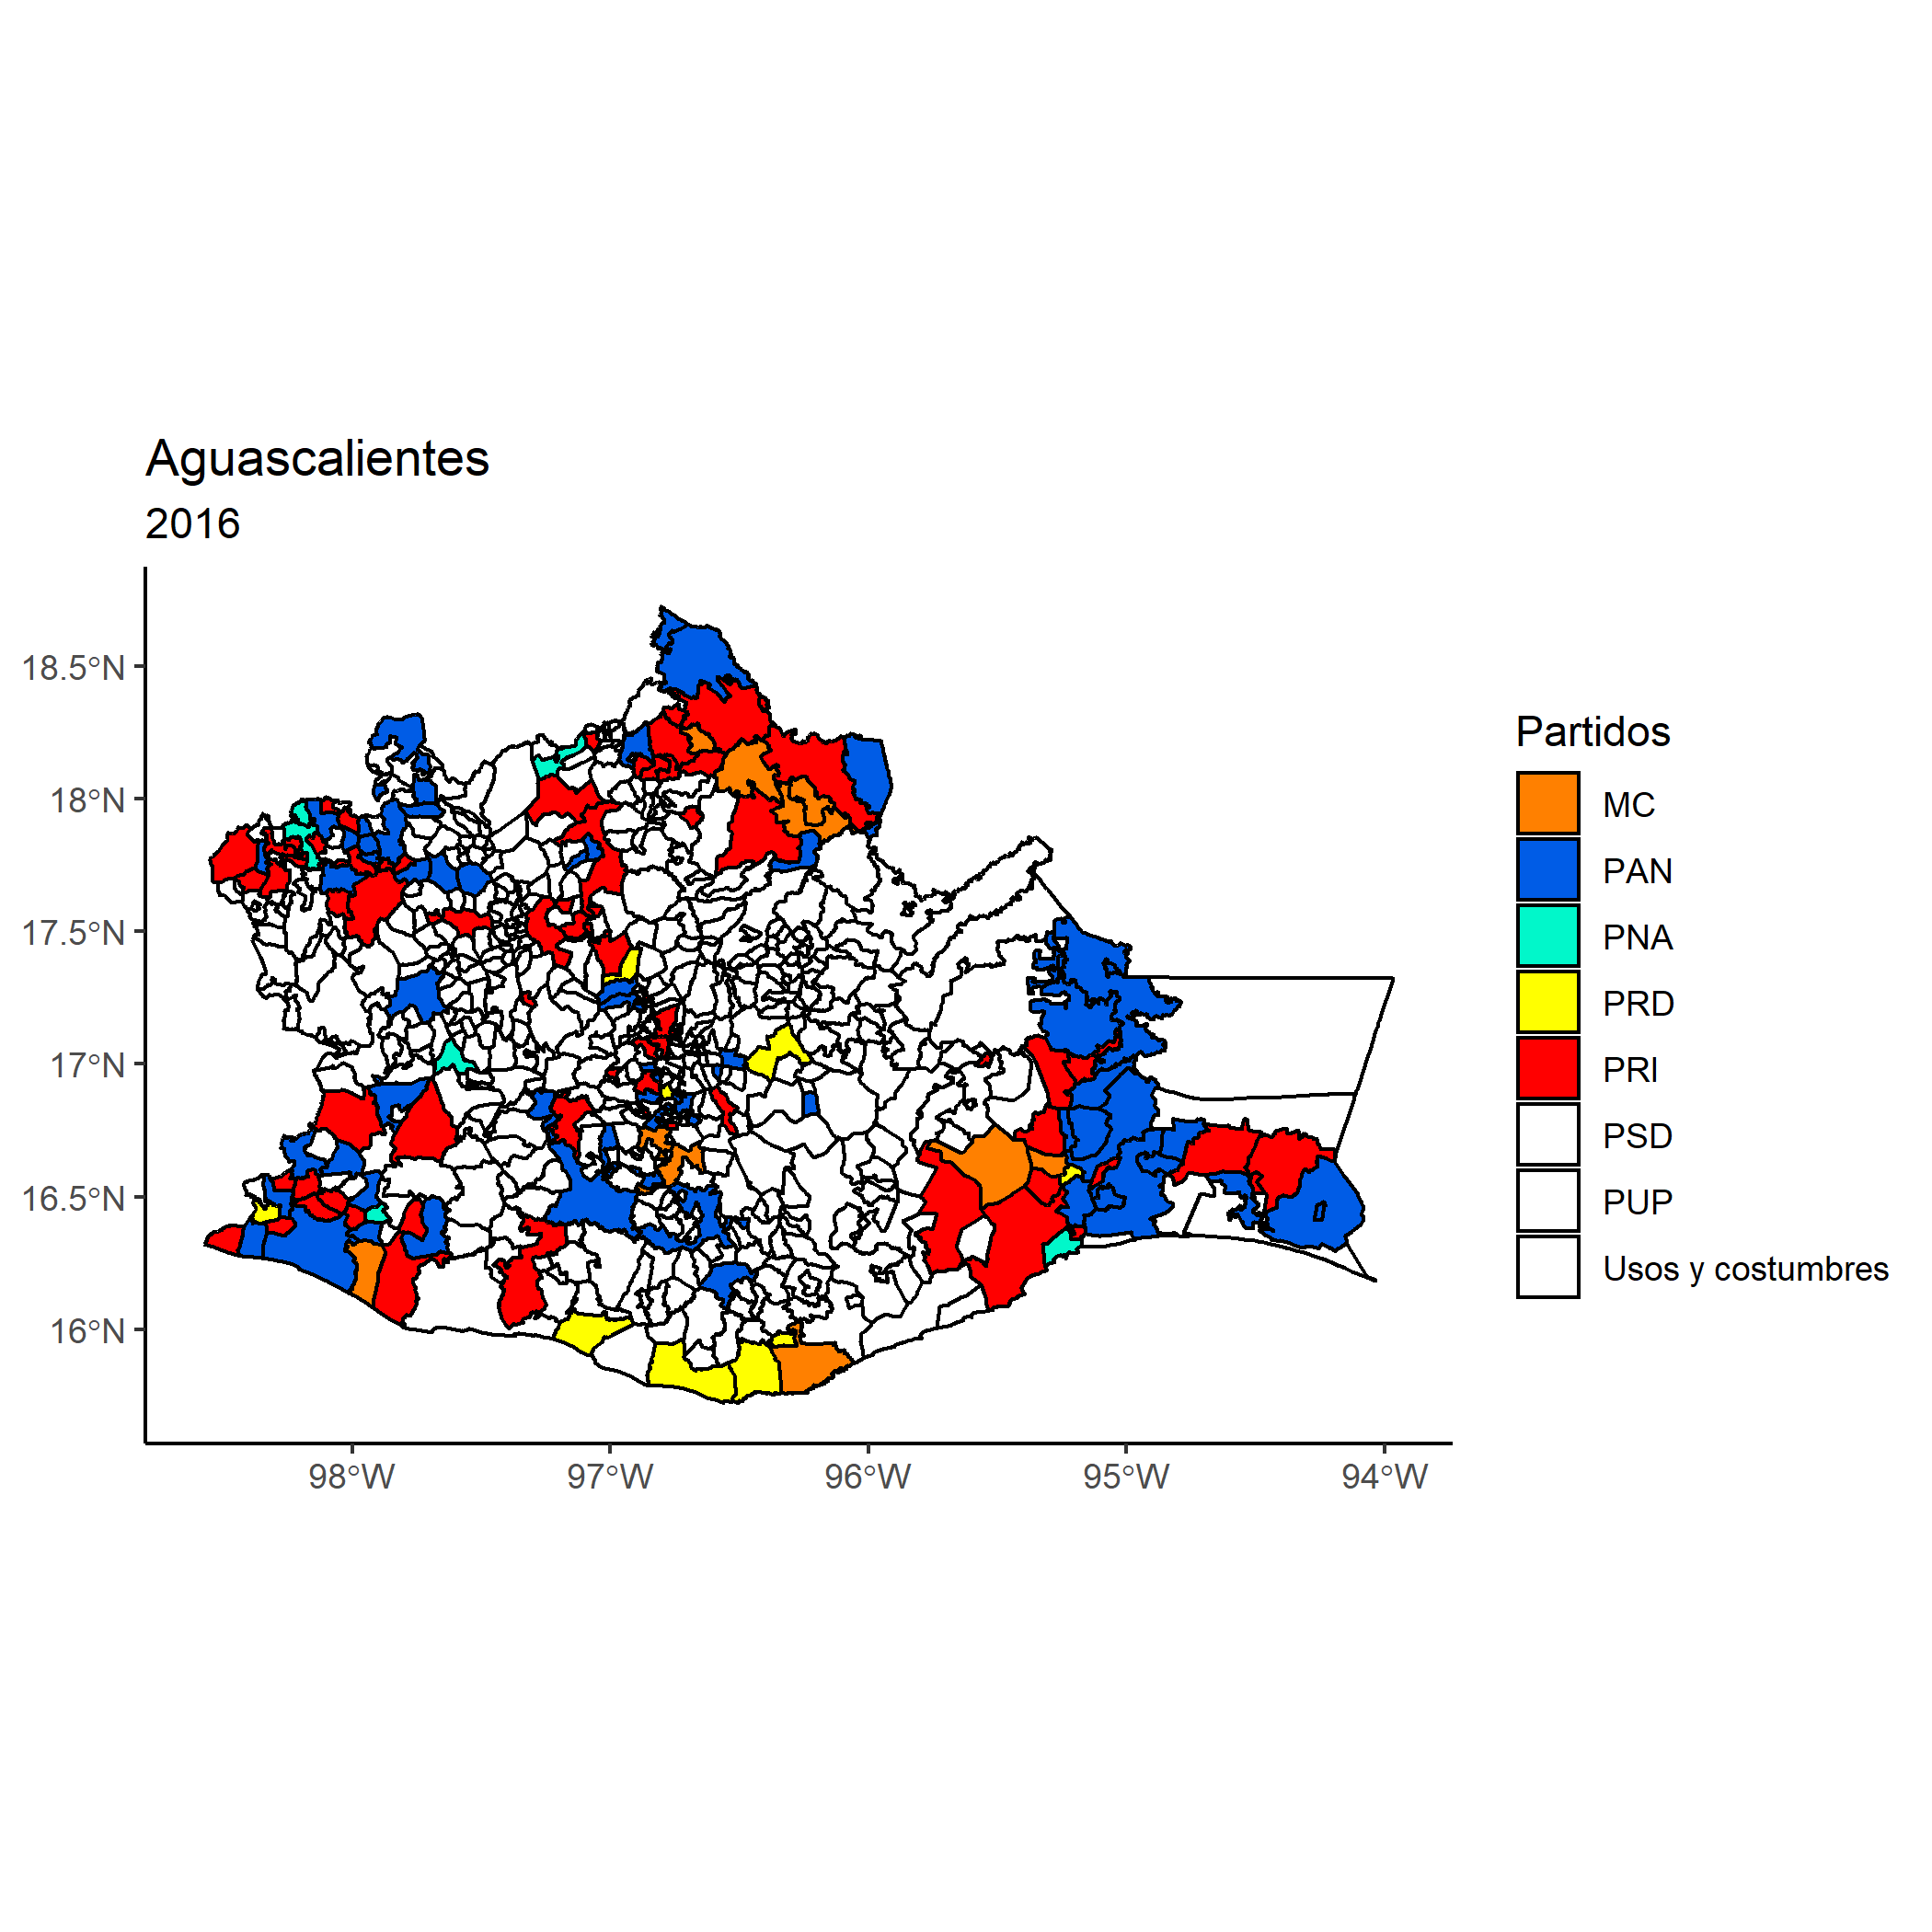 Aguascalientes
2016
18.5°N
18°N
17.5°N
17°N
16.5°N
16°N
98°W
97°W
96°W
95°W
94°W
Partidos
MC
PAN
PNA
PRD
PRI
PSD
PUP
Usos y costumbres